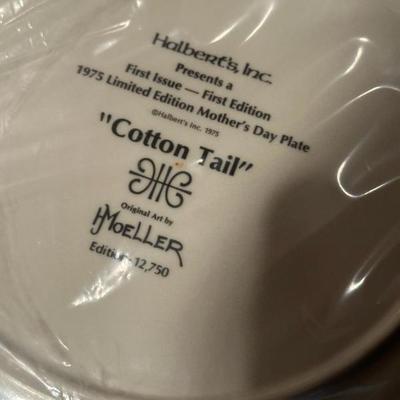 Halbert's, Inc.
Presents a
First Issue — First Edition
1975 Limited Edition Mother's Day Plate
©Halbert's Inc. 1975
"Cotton Tail"
Original Art by
HMOELLER
Edition 12,750